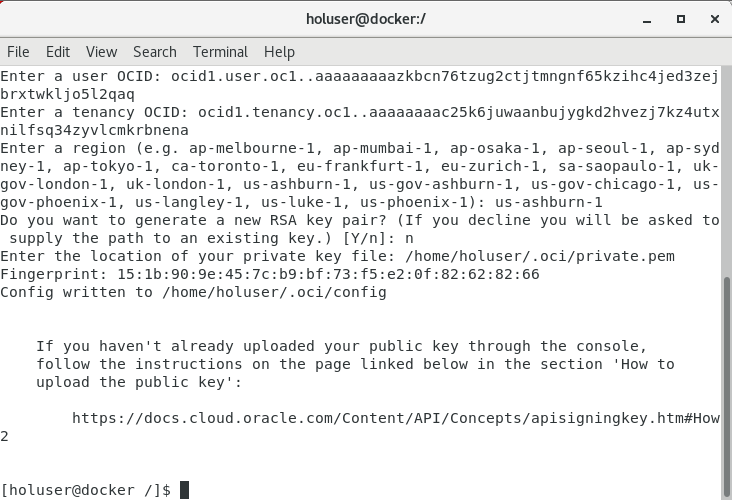 holuser@docker:/
File Edit View Search Terminal Help
Enter a user OCID: ocid1.user.oc1..aaaaaaaaazkbcn76tzug2ctjtmngnf65kzihc4jed3zej
brxtwkljo5l2qaq
Enter a tenancy OCID: ocid1.tenancy.oc1..aaaaaaaac25k6juwaanbujygkd2hvezj7kz4utx
nilfsq34zyvlcmkrbnena
Enter a region (e.g. ap-melbourne-1, ap-mumbai-1, ap-osaka-1, ap-seoul-1, ap-syd
ney-1, ap-tokyo-1, ca-toronto-1, eu-frankfurt-1, eu-zurich-1, sa-saopaulo-1, uk-
gov-london-1, uk-london-1, us-ashburn-1, us-gov-ashburn-1, us-gov-chicago-1, us-
gov-phoenix-1, us-langley-1, us-luke-1, us-phoenix-1): us-ashburn-1
Do you want to generate a new RSA key pair? (If you decline you will be asked to
 supply the path to an existing key.) [Y/n]: n
Enter the location of your private key file: /home/holuser/.oci/private.pem
Fingerprint: 15:1b:90:9e:45:7c:b9:bf:73:f5:e2:0f:82:62:82:66
Config written to /home/holuser/.oci/config
If you haven't already uploaded your public key through the console,
follow the instructions on the page linked below in the section 'How to
upload the public key':
https://docs.cloud.oracle.com/Content/API/Concepts/apisigningkey.htm#How
2
[holuser@docker /]$